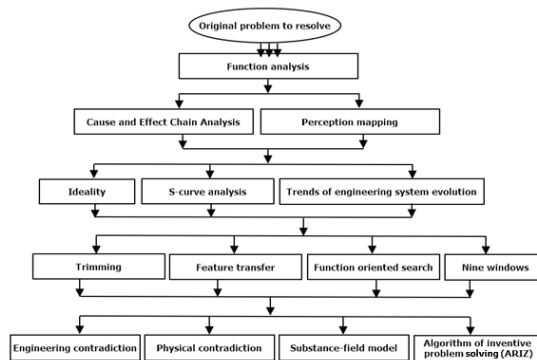 Original problem to resolve
Function analysis
Cause and Effect Chain Analysis
Perception mapping
Ideality
S-curve analysis
Trends of engineering system evolution
Trimming
Feature transfer
Function oriented search
Nine windows
Engineering contradiction
Physical contradiction
Substance-field model
Algorithm of inventive
problem solving (ARIZ)